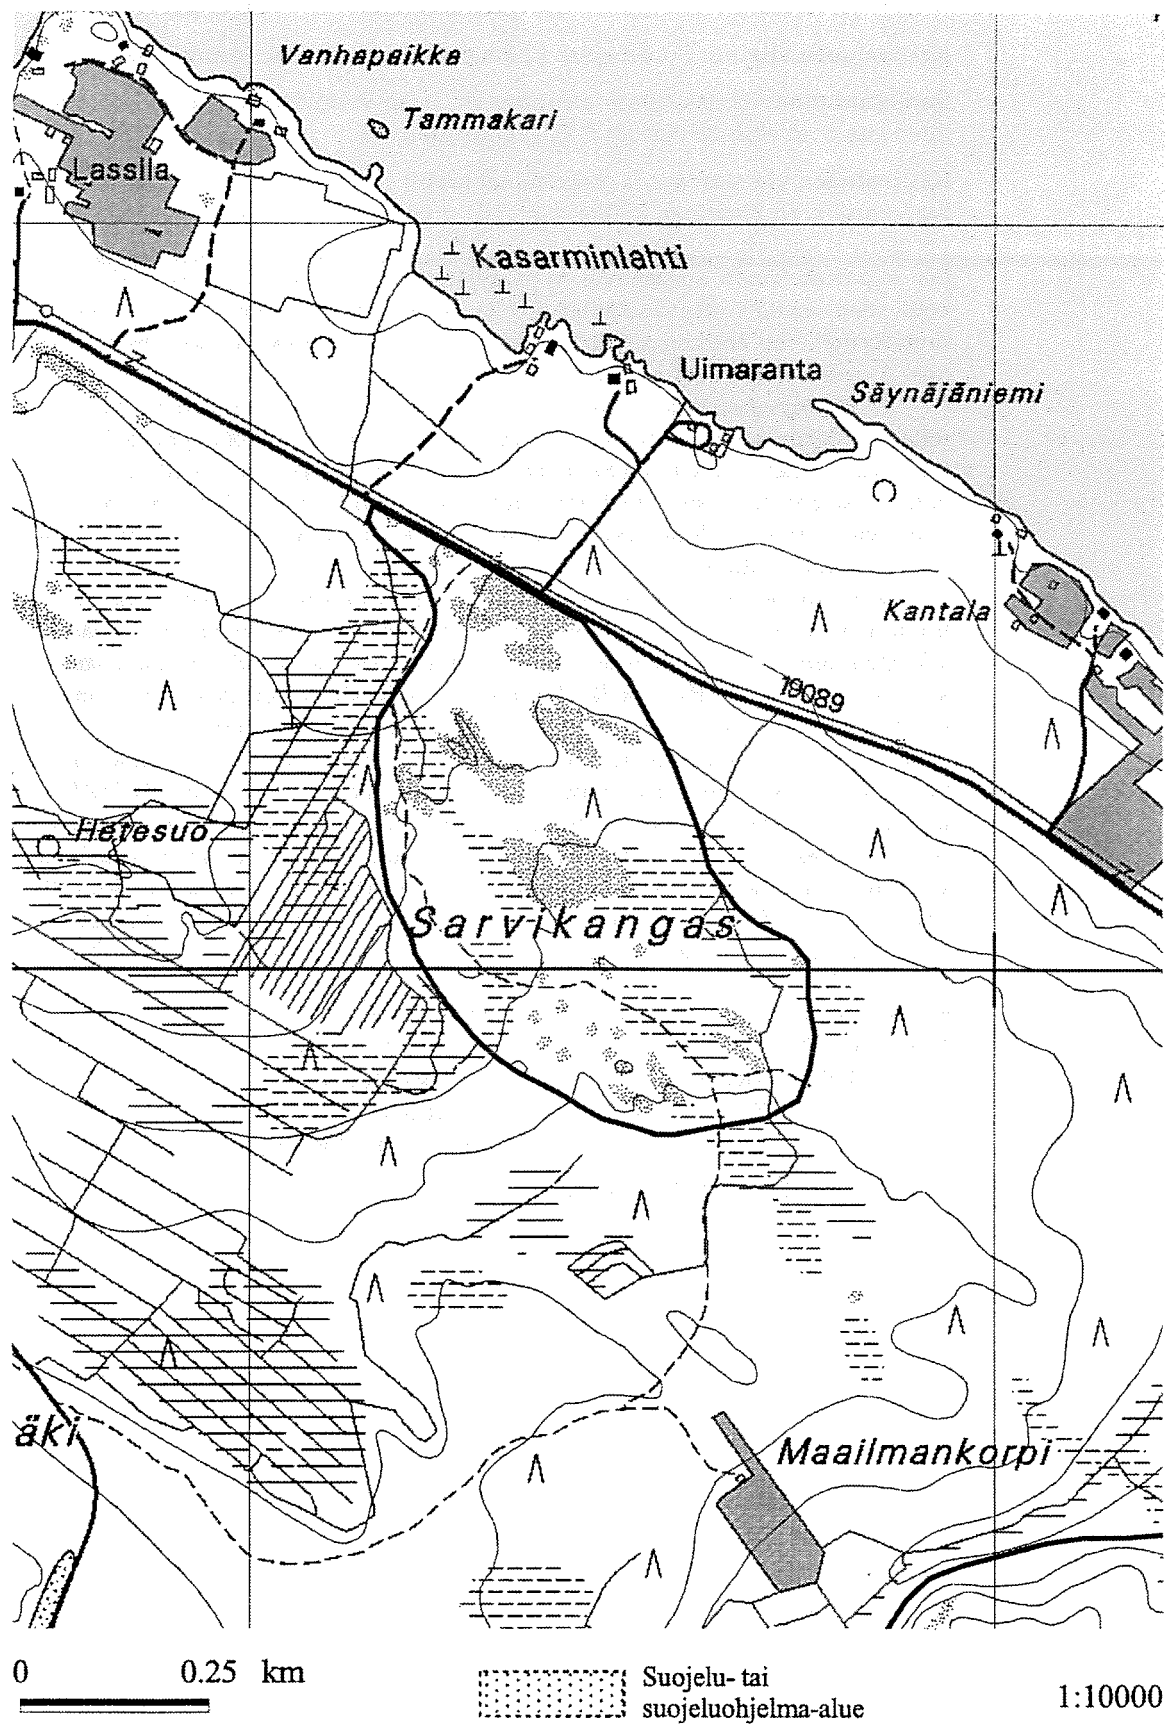 Vanhapaikka
Tammakari
Lassila
Kasarminlahti
Uimaranta
Säynäjäniemi
Kantala
19089
Hetesuo
Sarvikangas
äki
Maailmankorpi
0 0.25 km
Suojelu- tai
suojeluohjelma-alue
1:10000